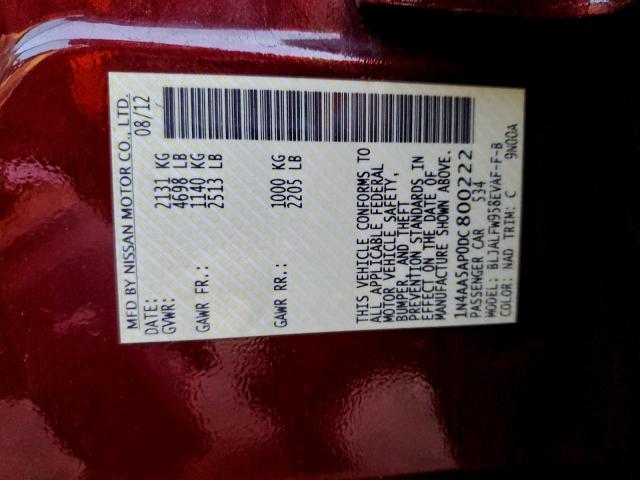 MFD BY NISSAN MOTOR CO., LTD.
DATE: 08/12
GVWR: 2131 KG
4698 LB
GAWR FR.: 1140 KG
2513 LB
GAWR RR.: 1000 KG
2205 LB
THIS VEHICLE CONFORMS TO
ALL APPLICABLE FEDERAL
MOTOR VEHICLE SAFETY,
BUMPER, AND THEFT
PREVENTION STANDARDS IN
EFFECT ON THE DATE OF
MANUFACTURE SHOWN ABOVE.
1N4AA5AP0DC800222
PASSENGER CAR 534
MODEL: BLJALFW958EVAF-F-B
COLOR: NAD TRIM: C 9N00A